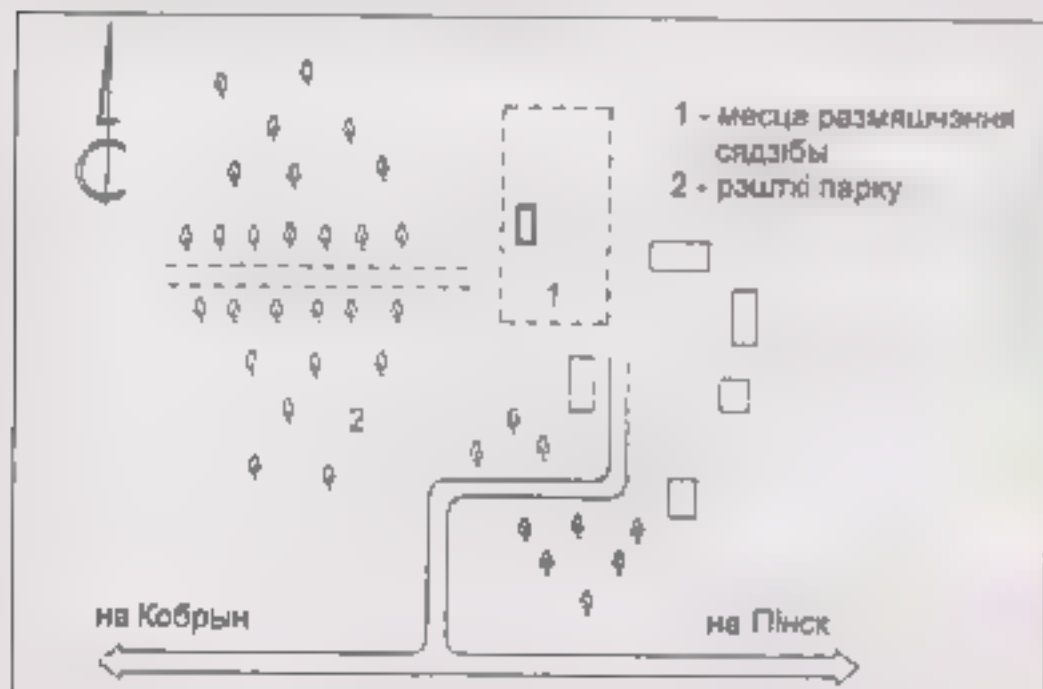 1 - месца размяшчэння
сядзібы
2 - рэшткі парку
1
2
на Кобрын
на Пінск